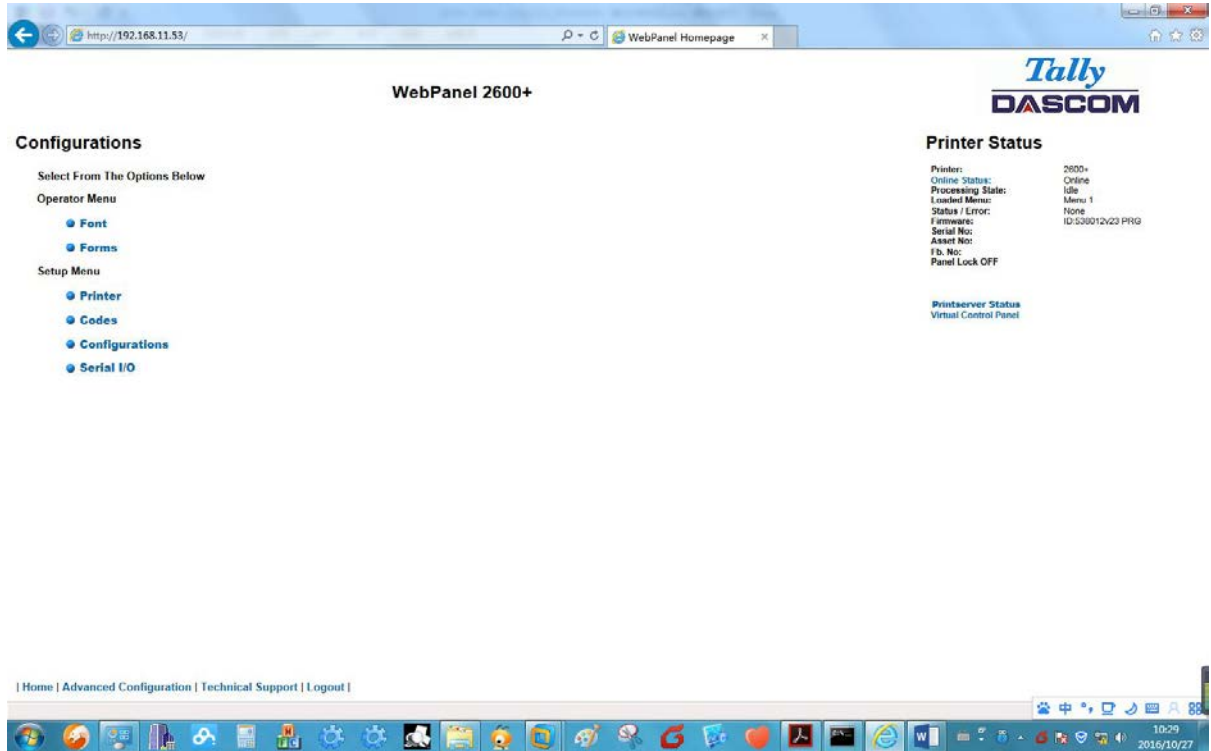 http://192.168.11.53/
WebPanel Homepage
WebPanel 2600+
Tally
DASCOM
Configurations
Select From The Options Below
Operator Menu
Font
Forms
Setup Menu
Printer
Codes
Configurations
Serial I/O
Printer Status
Printer: 2600+
Online Status: Online
Processing State: Idle
Loaded Menu: Menu 1
Status / Error: None
Firmware: ID:538012v23 PRG
Serial No:
Asset No:
Fb. No:
Panel Lock OFF
Printserver Status
Virtual Control Panel
| Home | Advanced Configuration | Technical Support | Logout |
中
10:29
2016/10/27